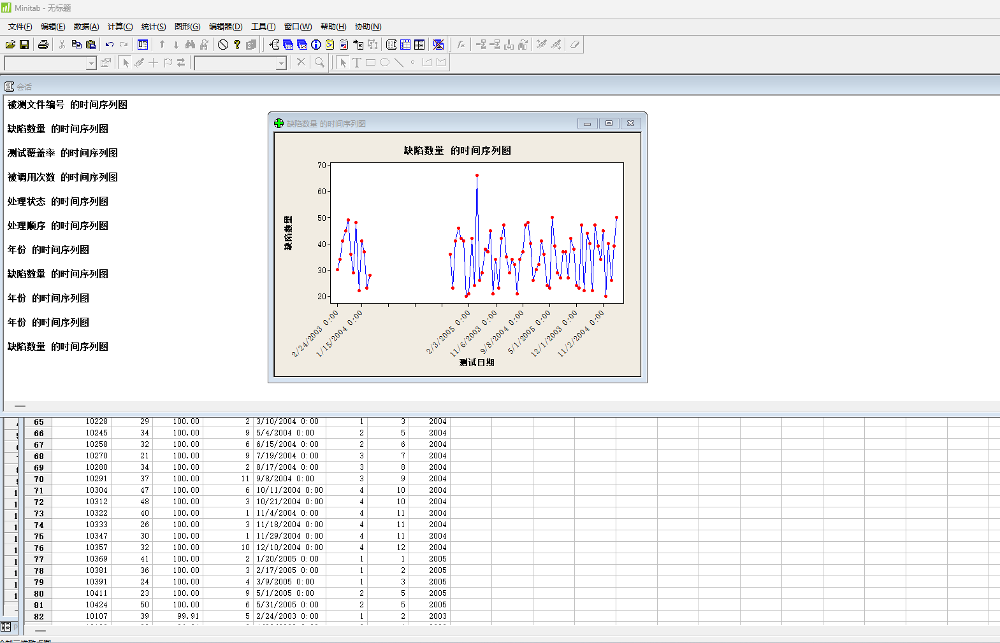 Minitab - 无标题
文件(F) 编辑(E) 数据(A) 计算(C) 统计(S) 图形(G) 编辑器(D) 工具(T) 窗口(W) 帮助(H) 协助(N)
会话
被测文件编号 的时间序列图
缺陷数量 的时间序列图
测试覆盖率 的时间序列图
被调用次数 的时间序列图
处理状态 的时间序列图
处理顺序 的时间序列图
年份 的时间序列图
缺陷数量 的时间序列图
年份 的时间序列图
年份 的时间序列图
缺陷数量 的时间序列图
缺陷数量 的时间序列图
缺陷数量 的时间序列图
70
60
50
40
30
20
缺陷数量
2/24/2003 0:00
1/15/2004 0:00
2/3/2005 0:00
11/6/2003 0:00
9/8/2004 0:00
5/1/2005 0:00
12/1/2003 0:00
11/2/2004 0:00
测试日期
65 10228 29 100.00 2 3/10/2004 0:00 1 3 2004
66 10245 34 100.00 9 5/4/2004 0:00 2 5 2004
67 10258 32 100.00 6 6/15/2004 0:00 2 6 2004
68 10270 21 100.00 9 7/19/2004 0:00 3 7 2004
69 10280 34 100.00 2 8/17/2004 0:00 3 8 2004
70 10291 37 100.00 11 9/8/2004 0:00 3 9 2004
71 10304 47 100.00 6 10/11/2004 0:00 4 10 2004
72 10312 48 100.00 3 10/21/2004 0:00 4 10 2004
73 10322 40 100.00 1 11/4/2004 0:00 4 11 2004
74 10333 26 100.00 3 11/18/2004 0:00 4 11 2004
75 10347 30 100.00 1 11/29/2004 0:00 4 11 2004
76 10357 32 100.00 10 12/10/2004 0:00 4 12 2004
77 10369 41 100.00 2 1/20/2005 0:00 1 1 2005
78 10381 36 100.00 3 2/17/2005 0:00 1 2 2005
79 10391 24 100.00 4 3/9/2005 0:00 1 3 2005
80 10411 23 100.00 9 5/1/2005 0:00 2 5 2005
81 10424 50 100.00 6 5/31/2005 0:00 2 5 2005
82 10107 39 99.91 5 2/24/2003 0:00 1 2 2003